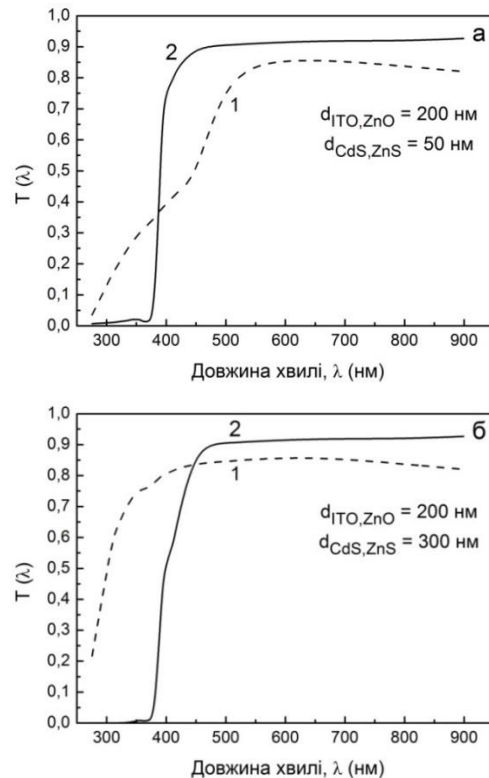 1,0
0,9
0,8
0,7
0,6
0,5
0,4
0,3
0,2
0,1
0,0
T (λ)
2
а
1
d_ITO,ZnO = 200 нм
d_CdS,ZnS = 50 нм
300 400 500 600 700 800 900
Довжина хвилі, λ (нм)
1,0
0,9
0,8
0,7
0,6
0,5
0,4
0,3
0,2
0,1
0,0
T (λ)
2
б
1
d_ITO,ZnO = 200 нм
d_CdS,ZnS = 300 нм
300 400 500 600 700 800 900
Довжина хвилі, λ (нм)